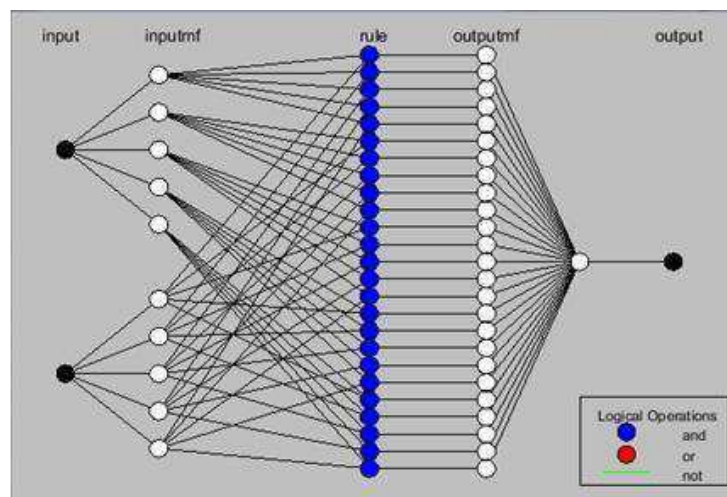 input inputmf rule outputmf output
Logical Operations
and
or
not